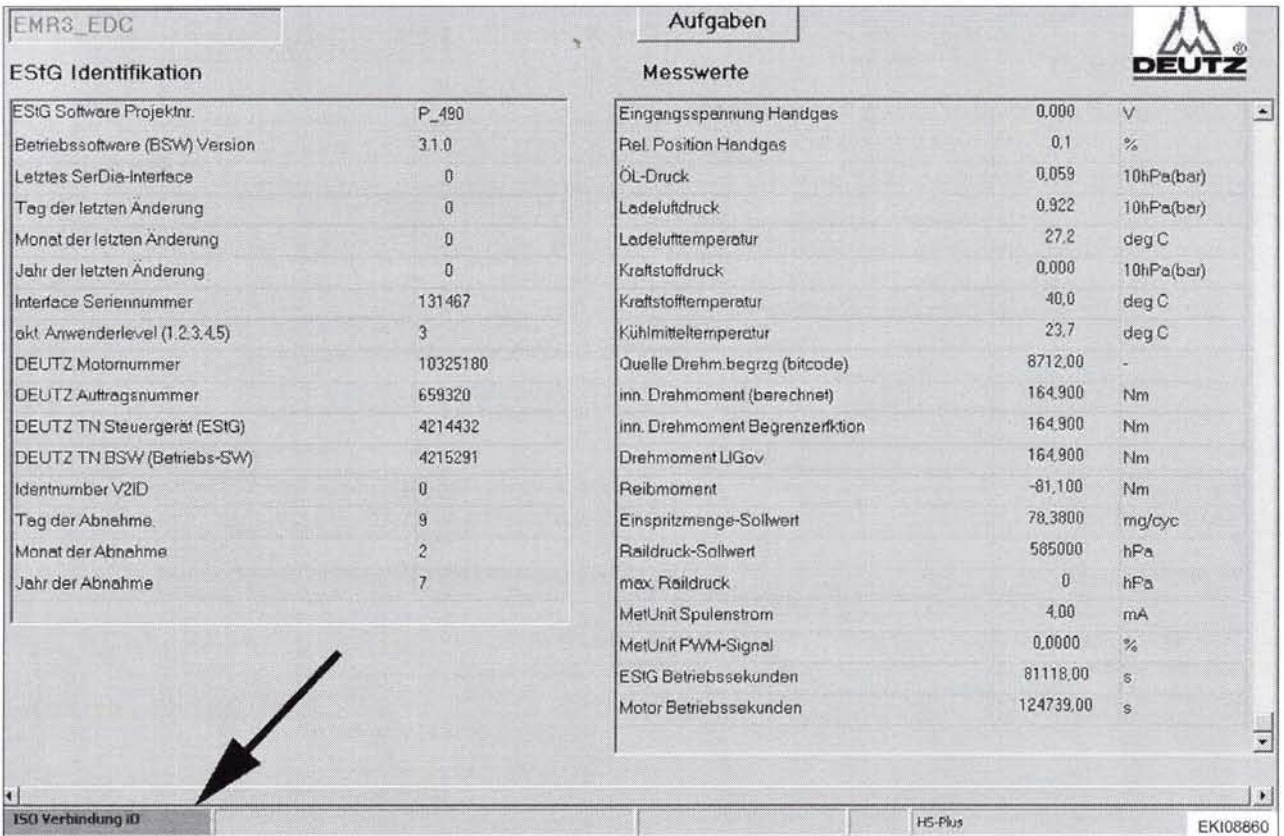 EMR3_EDC
Aufgaben
DEUTZ ®
EStG Identifikation
Messwerte
EStG Software Projektnr. P_490
Betriebssoftware (BSW) Version 3.1.0
Letztes SerDia-Interface 0
Tag der letzten Änderung 0
Monat der letzten Änderung 0
Jahr der letzten Änderung 0
Interface Seriennummer 131467
akt. Anwenderlevel (1,2,3,4,5) 3
DEUTZ Motornummer 10325180
DEUTZ Auftragsnummer 659320
DEUTZ TN Steuergerät (EStG) 4214432
DEUTZ TN BSW (Betriebs-SW) 4215291
Identnumber V2ID 0
Tag der Abnahme. 9
Monat der Abnahme 2
Jahr der Abnahme 7
Eingangsspannung Handgas 0,000 V
Rel. Position Handgas 0,1 %
ÖL-Druck 0,059 10hPa(bar)
Ladeluftdruck 0.922 10hPa(bar)
Ladelufttemperatur 27,2 deg C
Kraftstoffdruck 0,000 10hPa(bar)
Kraftstofftemperatur 40,0 deg C
Kühlmitteltemperatur 23,7 deg C
Quelle Drehm.begrzg (bitcode) 8712,00 -
inn. Drehmoment (berechnet) 164,900 Nm
inn. Drehmoment Begrenzerfktion 164,900 Nm
Drehmoment LIGov 164,900 Nm
Reibmoment -81,100 Nm
Einspritzmenge-Sollwert 78,3800 mg/cyc
Raildruck-Sollwert 585000 hPa
max. Raildruck 0 hPa
MetUnit Spulenstrom 4,00 mA
MetUnit PWM-Signal 0,0000 %
EStG Betriebssekunden 81118,00 s
Motor Betriebssekunden 124739,00 s
ISO Verbindung iO
HS-Plus
EKI08860